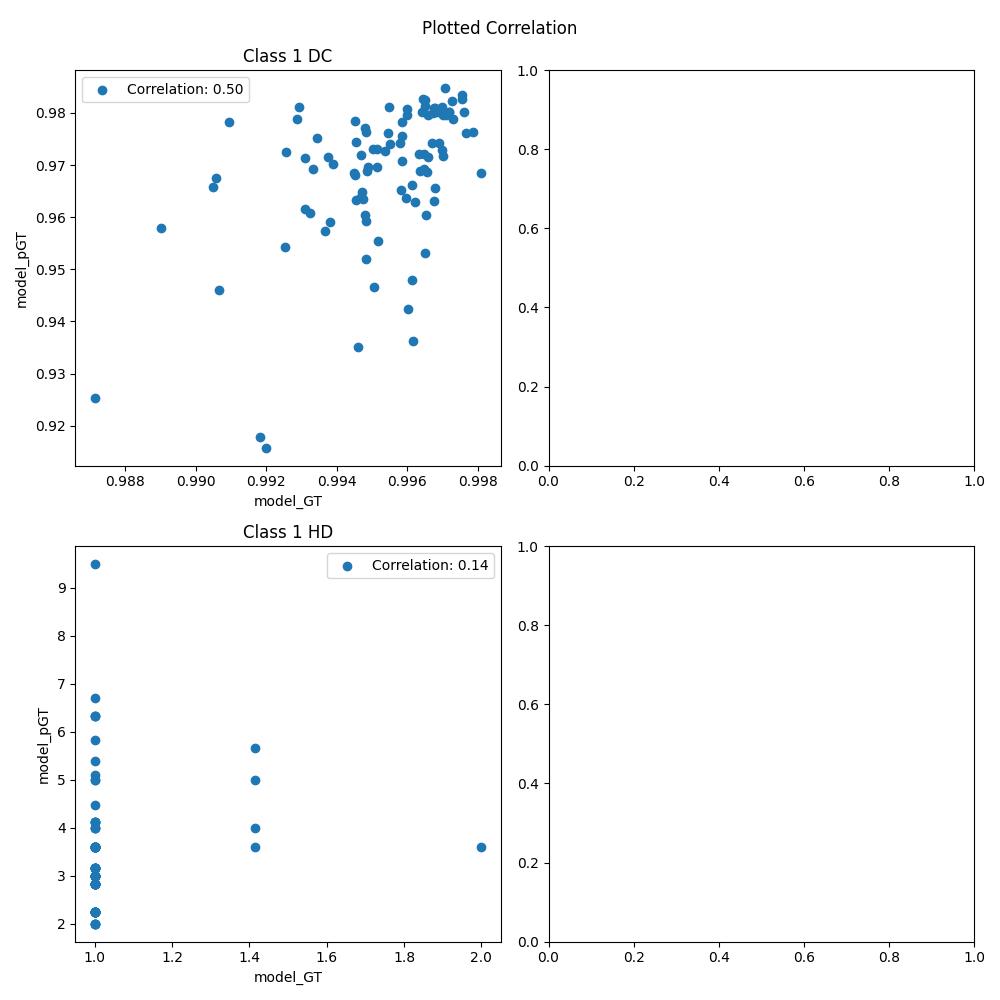 Plotted Correlation
Class 1 DC
Correlation: 0.50
0.98
0.97
0.96
0.95
0.94
0.93
0.92
model_pGT
0.988 0.990 0.992 0.994 0.996 0.998
model_GT
1.0
0.8
0.6
0.4
0.2
0.0
0.0 0.2 0.4 0.6 0.8 1.0
Class 1 HD
Correlation: 0.14
9
8
7
6
5
4
3
2
model_pGT
1.0 1.2 1.4 1.6 1.8 2.0
model_GT
1.0
0.8
0.6
0.4
0.2
0.0
0.0 0.2 0.4 0.6 0.8 1.0